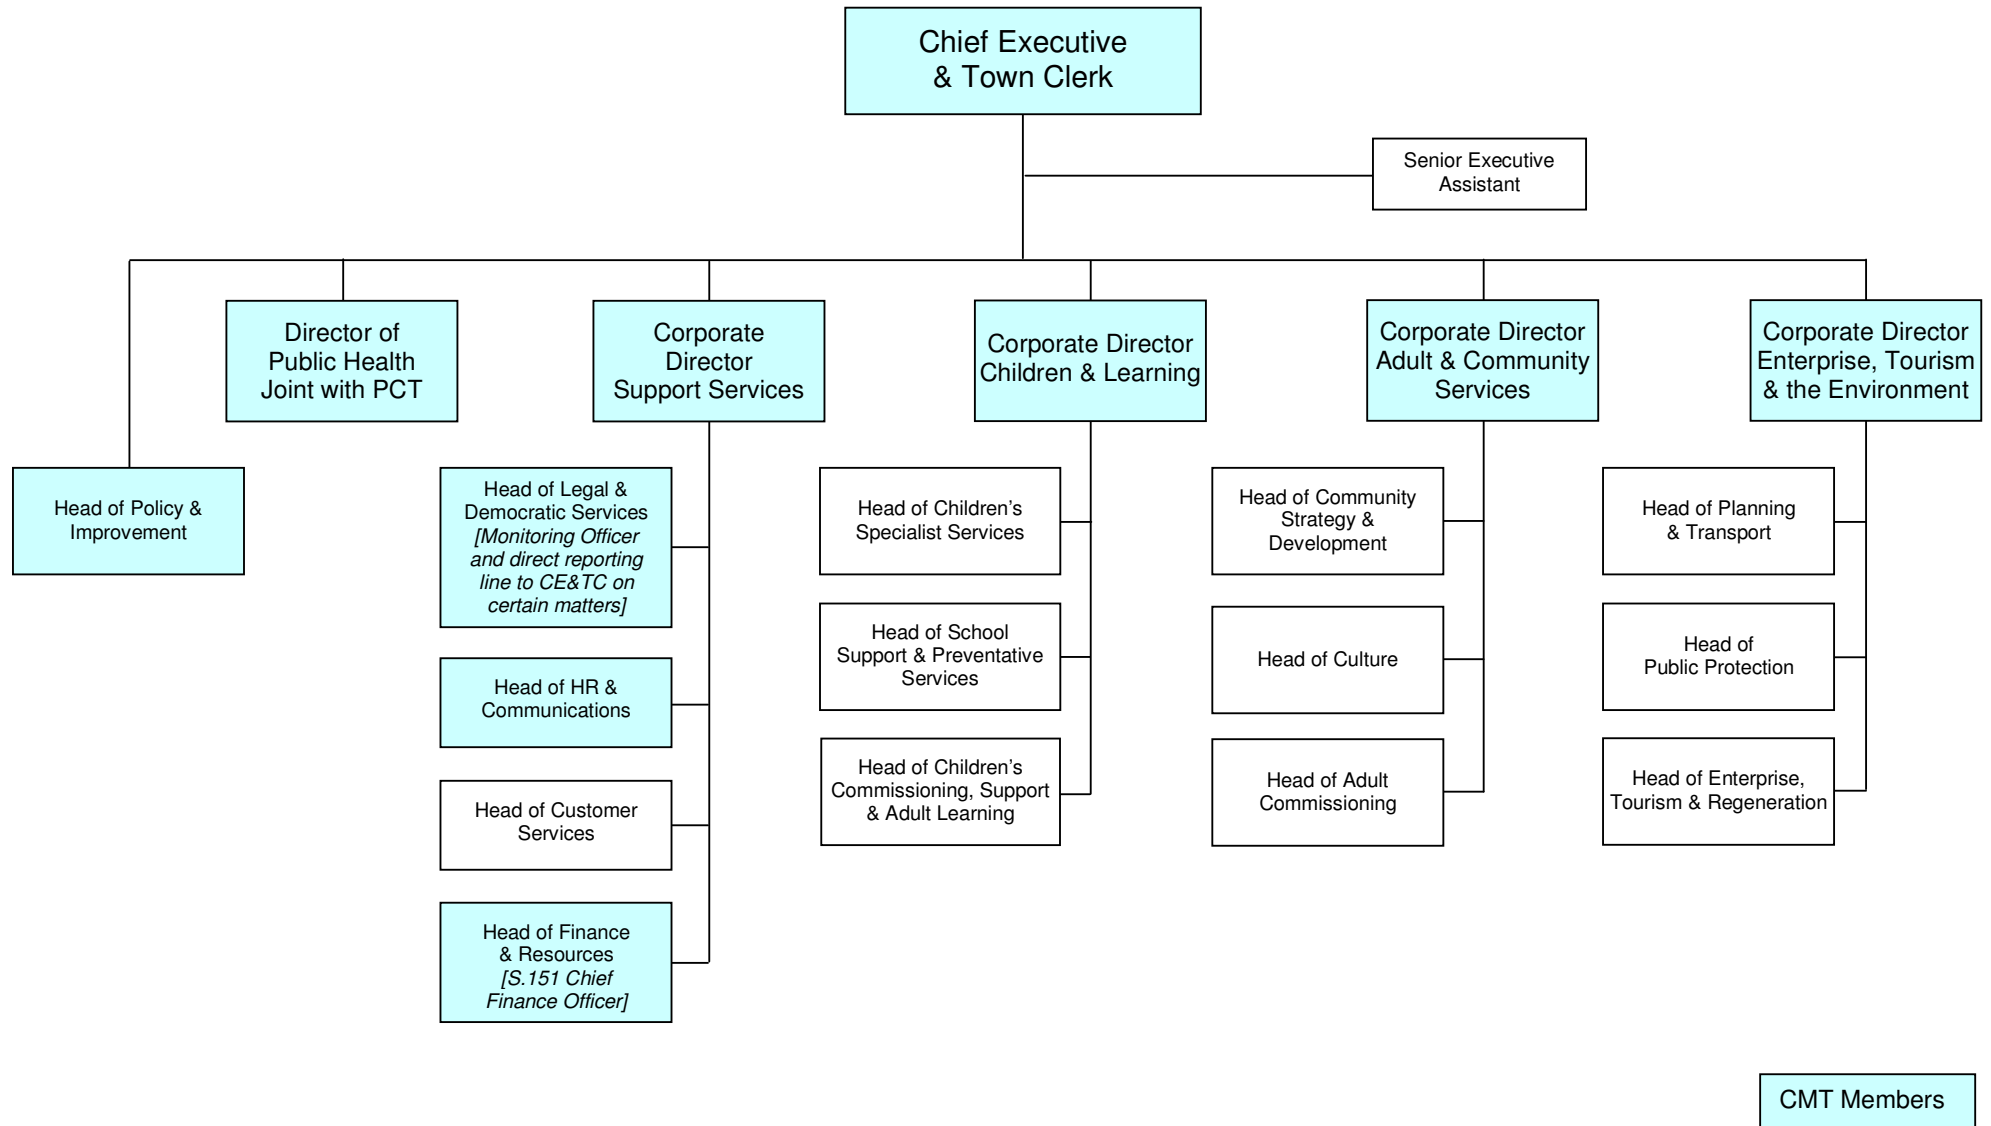 Chief Executive
& Town Clerk
Senior Executive
Assistant
Director of
Public Health
Joint with PCT
Corporate
Director
Support Services
Corporate Director
Children & Learning
Corporate Director
Adult & Community
Services
Corporate Director
Enterprise, Tourism
& the Environment
Head of Policy &
Improvement
Head of Legal &
Democratic Services
[Monitoring Officer
and direct reporting
line to CE&TC on
certain matters]
Head of HR &
Communications
Head of Customer
Services
Head of Finance
& Resources
[S.151 Chief
Finance Officer]
Head of Children’s
Specialist Services
Head of School
Support & Preventative
Services
Head of Children’s
Commissioning, Support
& Adult Learning
Head of Community
Strategy &
Development
Head of Culture
Head of Adult
Commissioning
Head of Planning
& Transport
Head of
Public Protection
Head of Enterprise,
Tourism & Regeneration
CMT Members